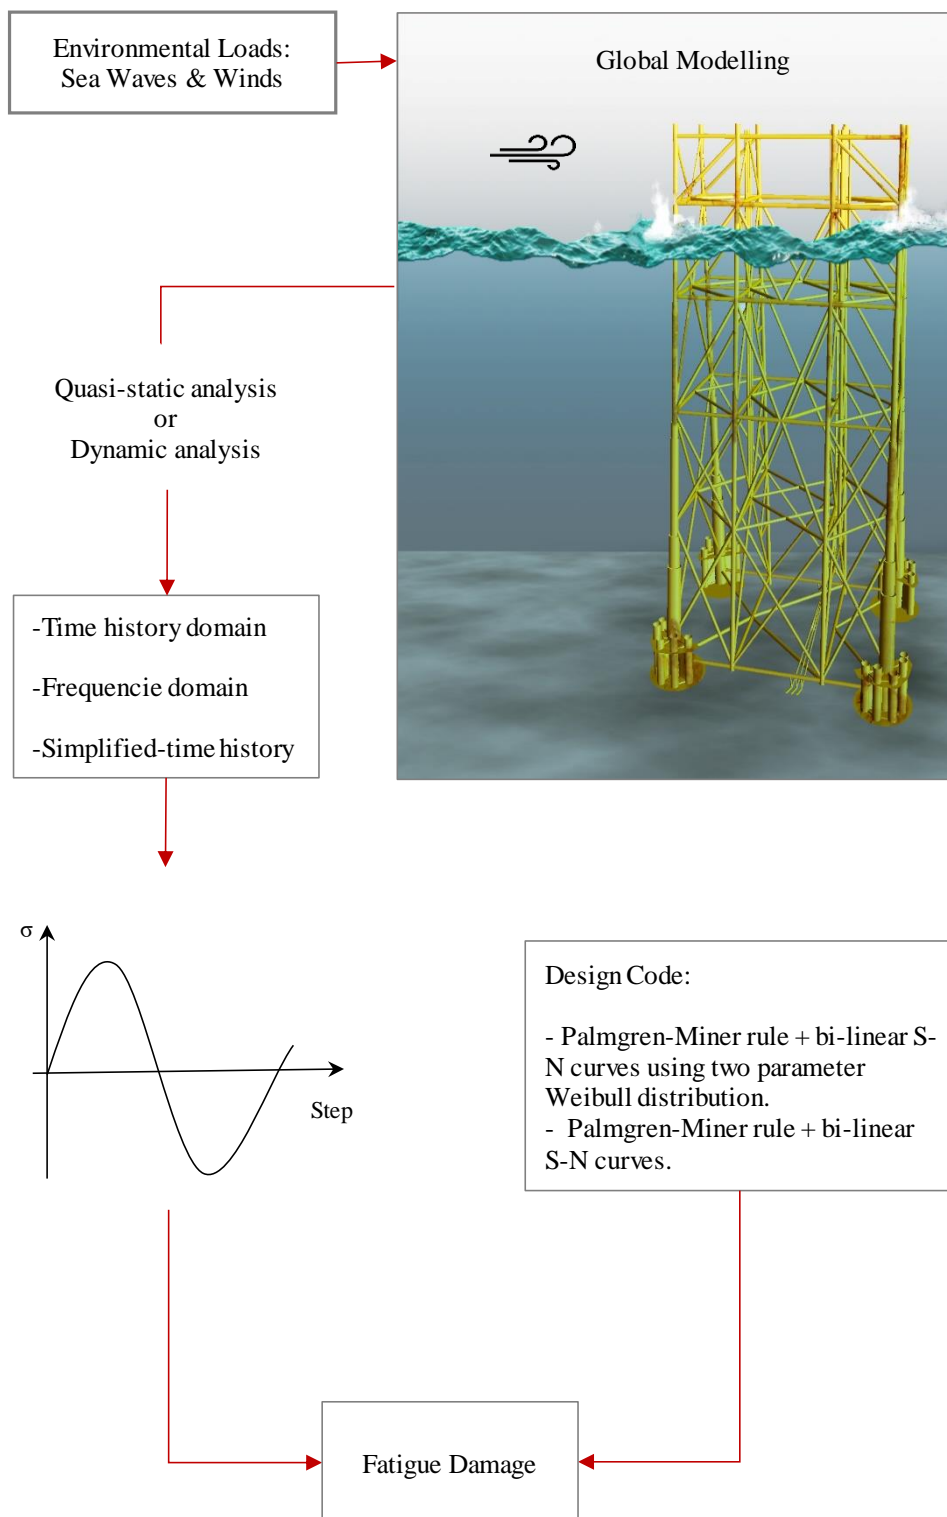 Environmental Loads:
Sea Waves & Winds
Global Modelling
Quasi-static analysis
or
Dynamic analysis
-Time history domain
-Frequencie domain
-Simplified-time history
σ
Step
Design Code:
- Palmgren-Miner rule + bi-linear S-
N curves using two parameter
Weibull distribution.
- Palmgren-Miner rule + bi-linear
S-N curves.
Fatigue Damage